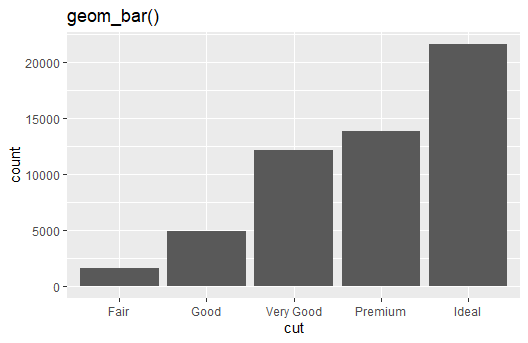 geom_bar()
20000
15000
10000
5000
0
count
Fair Good Very Good Premium Ideal
cut